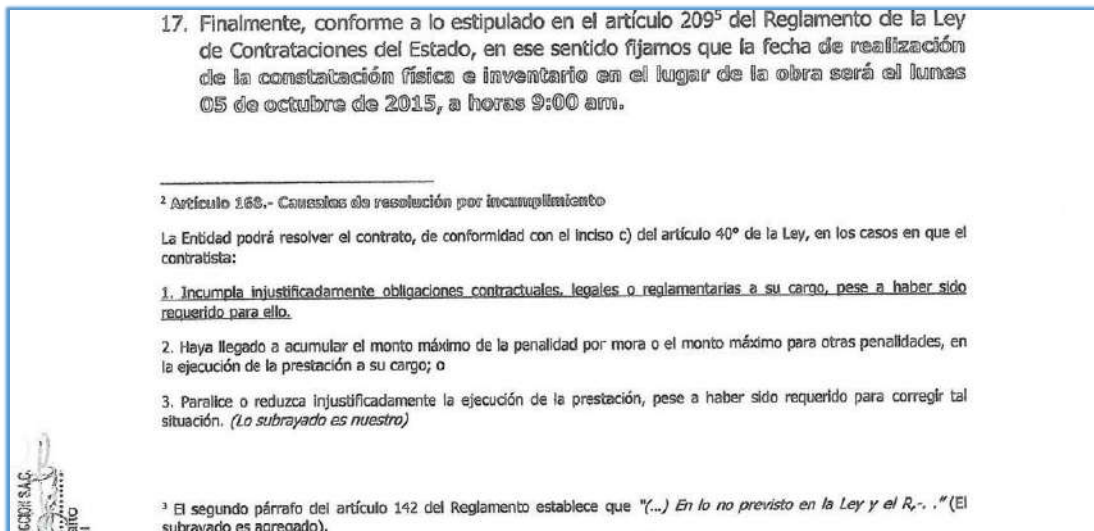 17. Finalmente, conforme a lo estipulado en el artículo 209⁵ del Reglamento de la Ley
de Contrataciones del Estado, en ese sentido fijamos que la fecha de realización
de la constatación física e inventario en el lugar de la obra será el lunes
05 de octubre de 2015, a horas 9:00 am.
² Artículo 168.- Causales de resolución por incumplimiento
La Entidad podrá resolver el contrato, de conformidad con el inciso c) del artículo 40º de la Ley, en los casos en que el
contratista:
1. Incumpla injustificadamente obligaciones contractuales, legales o reglamentarias a su cargo, pese a haber sido
requerido para ello.
2. Haya llegado a acumular el monto máximo de la penalidad por mora o el monto máximo para otras penalidades, en
la ejecución de la prestación a su cargo; o
3. Paralice o reduzca injustificadamente la ejecución de la prestación, pese a haber sido requerido para corregir tal
situación. (Lo subrayado es nuestro)
³ El segundo párrafo del artículo 142 del Reglamento establece que "(...) En lo no previsto en la Ley y el R,-. ." (El
subrayado es agregado).
S.A.C.